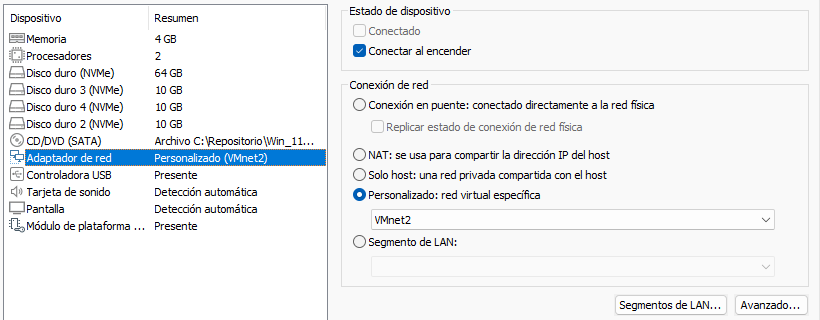 Dispositivo Resumen
Memoria 4 GB
Procesadores 2
Disco duro (NVMe) 64 GB
Disco duro 3 (NVMe) 10 GB
Disco duro 4 (NVMe) 10 GB
Disco duro 2 (NVMe) 10 GB
CD/DVD (SATA) Archivo C:\Repositorio\Win_11...
Adaptador de red Personalizado (VMnet2)
Controladora USB Presente
Tarjeta de sonido Detección automática
Pantalla Detección automática
Módulo de plataforma ... Presente
Estado de dispositivo
Conectado
Conectar al encender
Conexión de red
Conexión en puente: conectado directamente a la red física
Replicar estado de conexión de red física
NAT: se usa para compartir la dirección IP del host
Solo host: una red privada compartida con el host
Personalizado: red virtual específica
VMnet2
Segmento de LAN:
Segmentos de LAN... Avanzado...